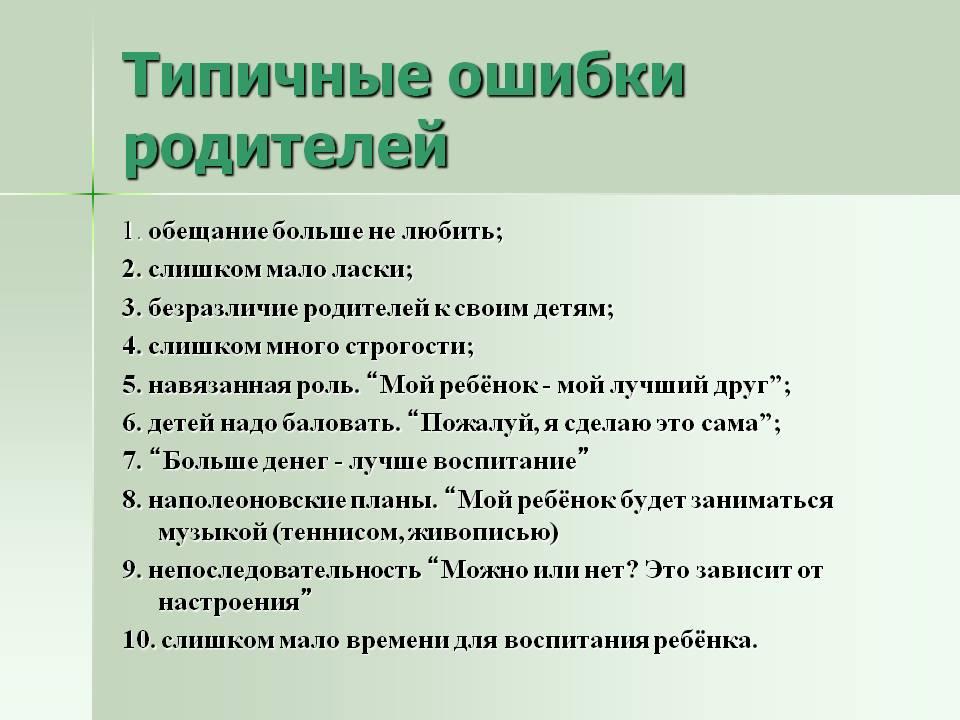 Типичные ошибки
родителей
1. обещание больше не любить;
2. слишком мало ласки;
3. безразличие родителей к своим детям;
4. слишком много строгости;
5. навязанная роль. “Мой ребёнок - мой лучший друг”;
6. детей надо баловать. “Пожалуй, я сделаю это сама”;
7. “Больше денег - лучше воспитание”
8. наполеоновские планы. “Мой ребёнок будет заниматься
музыкой (теннисом, живописью)
9. непоследовательность “Можно или нет? Это зависит от
настроения”
10. слишком мало времени для воспитания ребёнка.